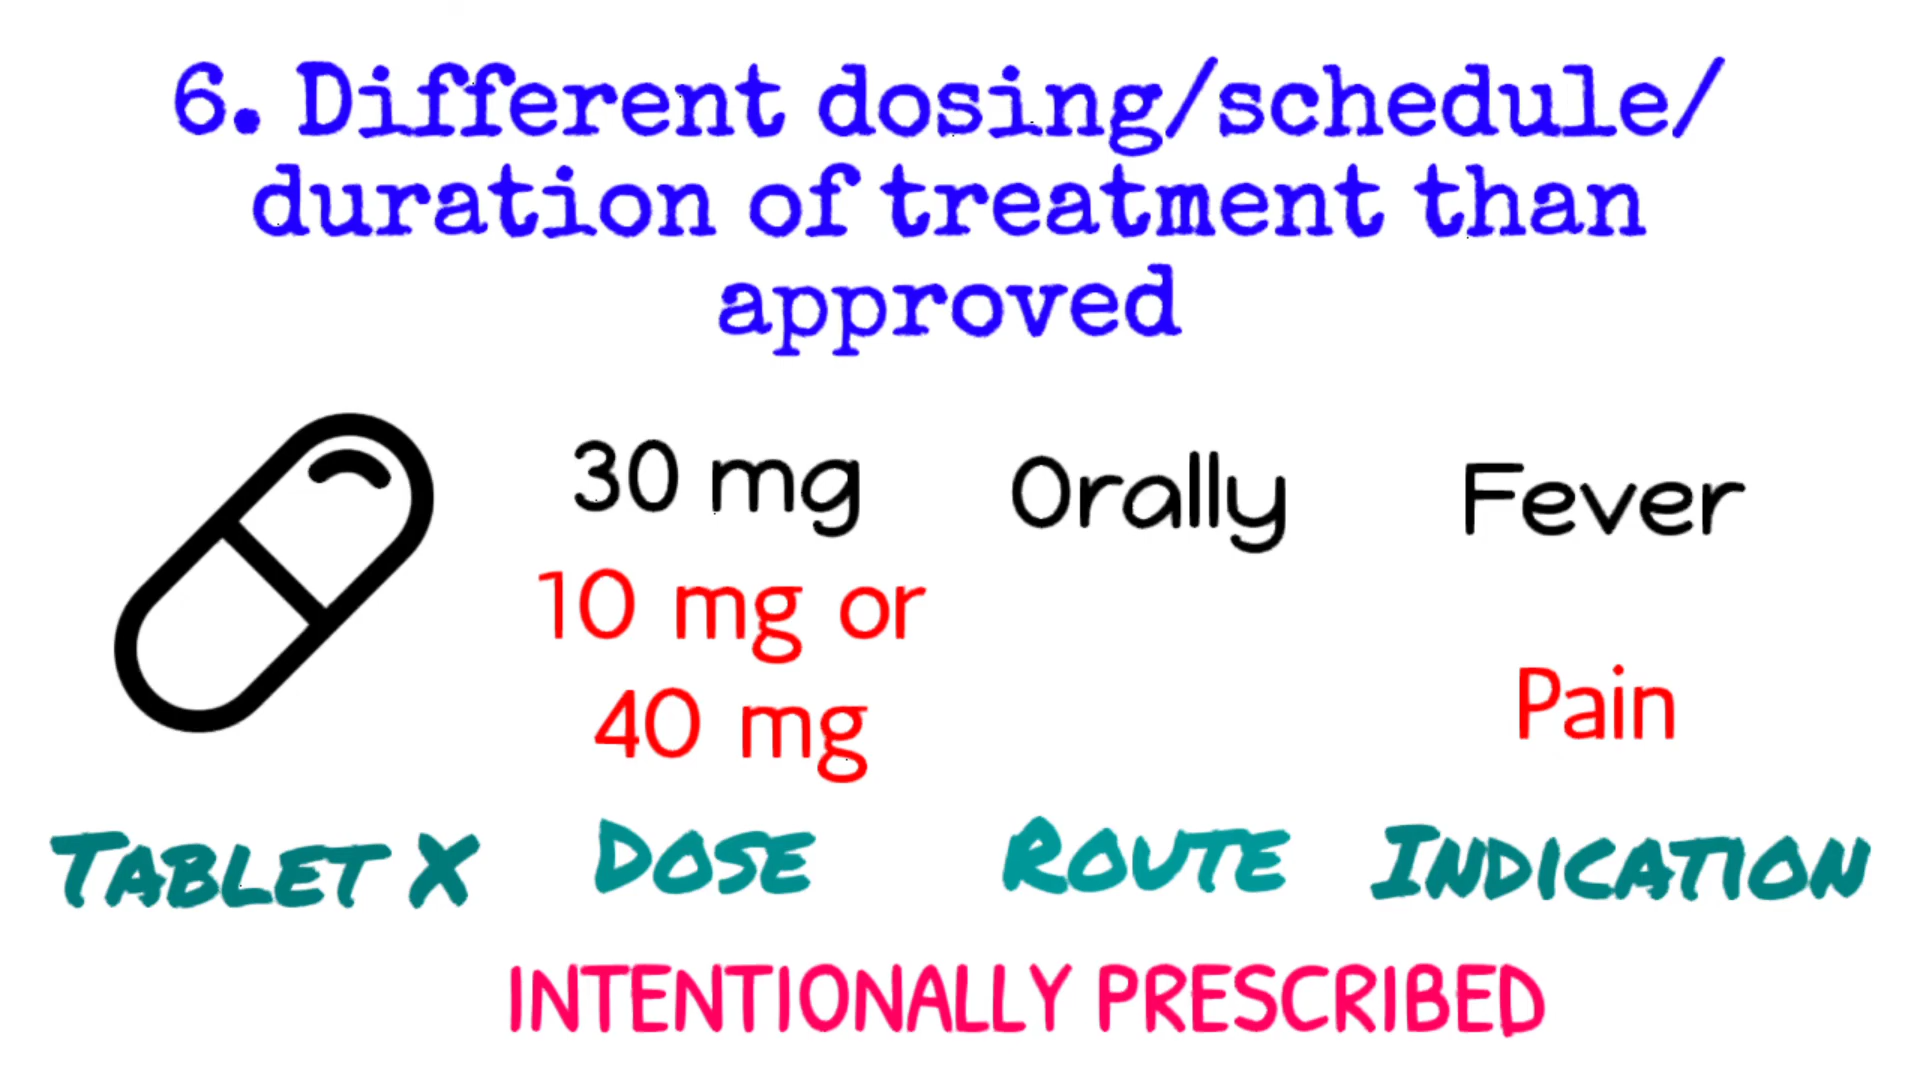 6. Different dosing/schedule/
duration of treatment than
approved
30 mg Orally Fever
10 mg or
40 mg Pain
TABLET X DOSE ROUTE INDICATION
INTENTIONALLY PRESCRIBED